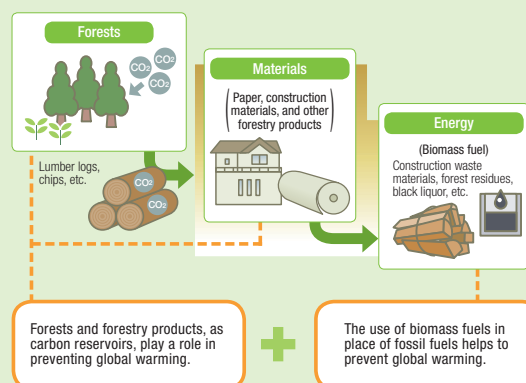 Forests
CO2
CO2
CO2
CO2
Materials
(Paper, construction
materials, and other
forestry products)
Energy
(Biomass fuel)
Construction waste
materials, forest residues,
black liquor, etc.
Lumber logs,
chips, etc.
CO2
CO2
Forests and forestry products, as
carbon reservoirs, play a role in
preventing global warming.
+
The use of biomass fuels in
place of fossil fuels helps to
prevent global warming.